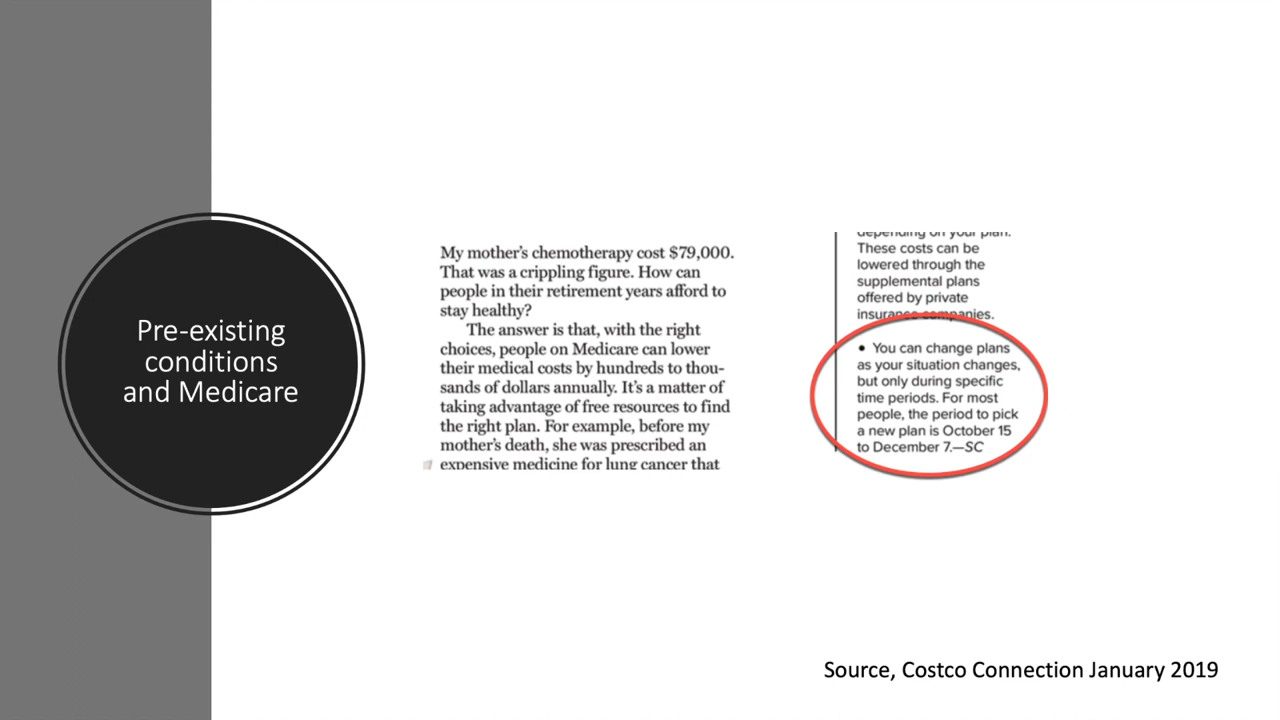 Pre-existing
conditions
and Medicare
My mother's chemotherapy cost $79,000.
That was a crippling figure. How can
people in their retirement years afford to
stay healthy?
The answer is that, with the right
choices, people on Medicare can lower
their medical costs by hundreds to thou-
sands of dollars annually. It's a matter of
taking advantage of free resources to find
the right plan. For example, before my
mother's death, she was prescribed an
expensive medicine for lung cancer that
depending on your plan.
These costs can be
lowered through the
supplemental plans
offered by private
insurance companies.
• You can change plans
as your situation changes,
but only during specific
time periods. For most
people, the period to pick
a new plan is October 15
to December 7.—SC
Source, Costco Connection January 2019